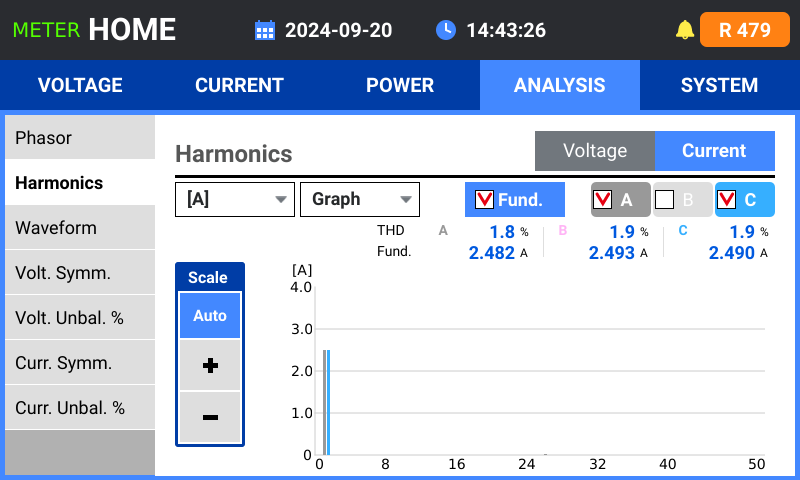 METER HOME 2024-09-20 14:43:26 R 479
VOLTAGE CURRENT POWER ANALYSIS SYSTEM
Phasor
Harmonics
Waveform
Volt. Symm.
Volt. Unbal. %
Curr. Symm.
Curr. Unbal. %
Harmonics Voltage Current
[A] Graph Fund. A B C
THD A 1.8 % B 1.9 % C 1.9 %
Fund. 2.482 A 2.493 A 2.490 A
Scale
Auto
+
−
[A]
4.0
3.0
2.0
1.0
0
0 8 16 24 32 40 50